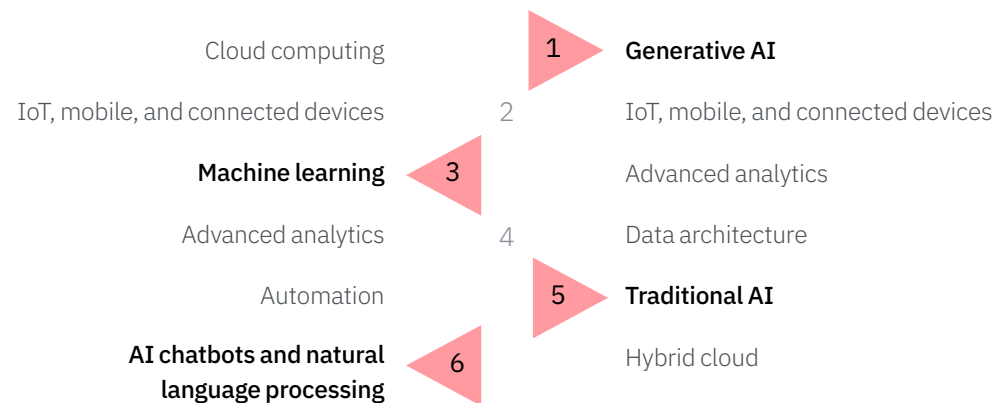 Cloud computing 1 Generative AI
IoT, mobile, and connected devices 2 IoT, mobile, and connected devices
Machine learning 3 Advanced analytics
Advanced analytics 4 Data architecture
Automation 5 Traditional AI
AI chatbots and natural
language processing 6 Hybrid cloud